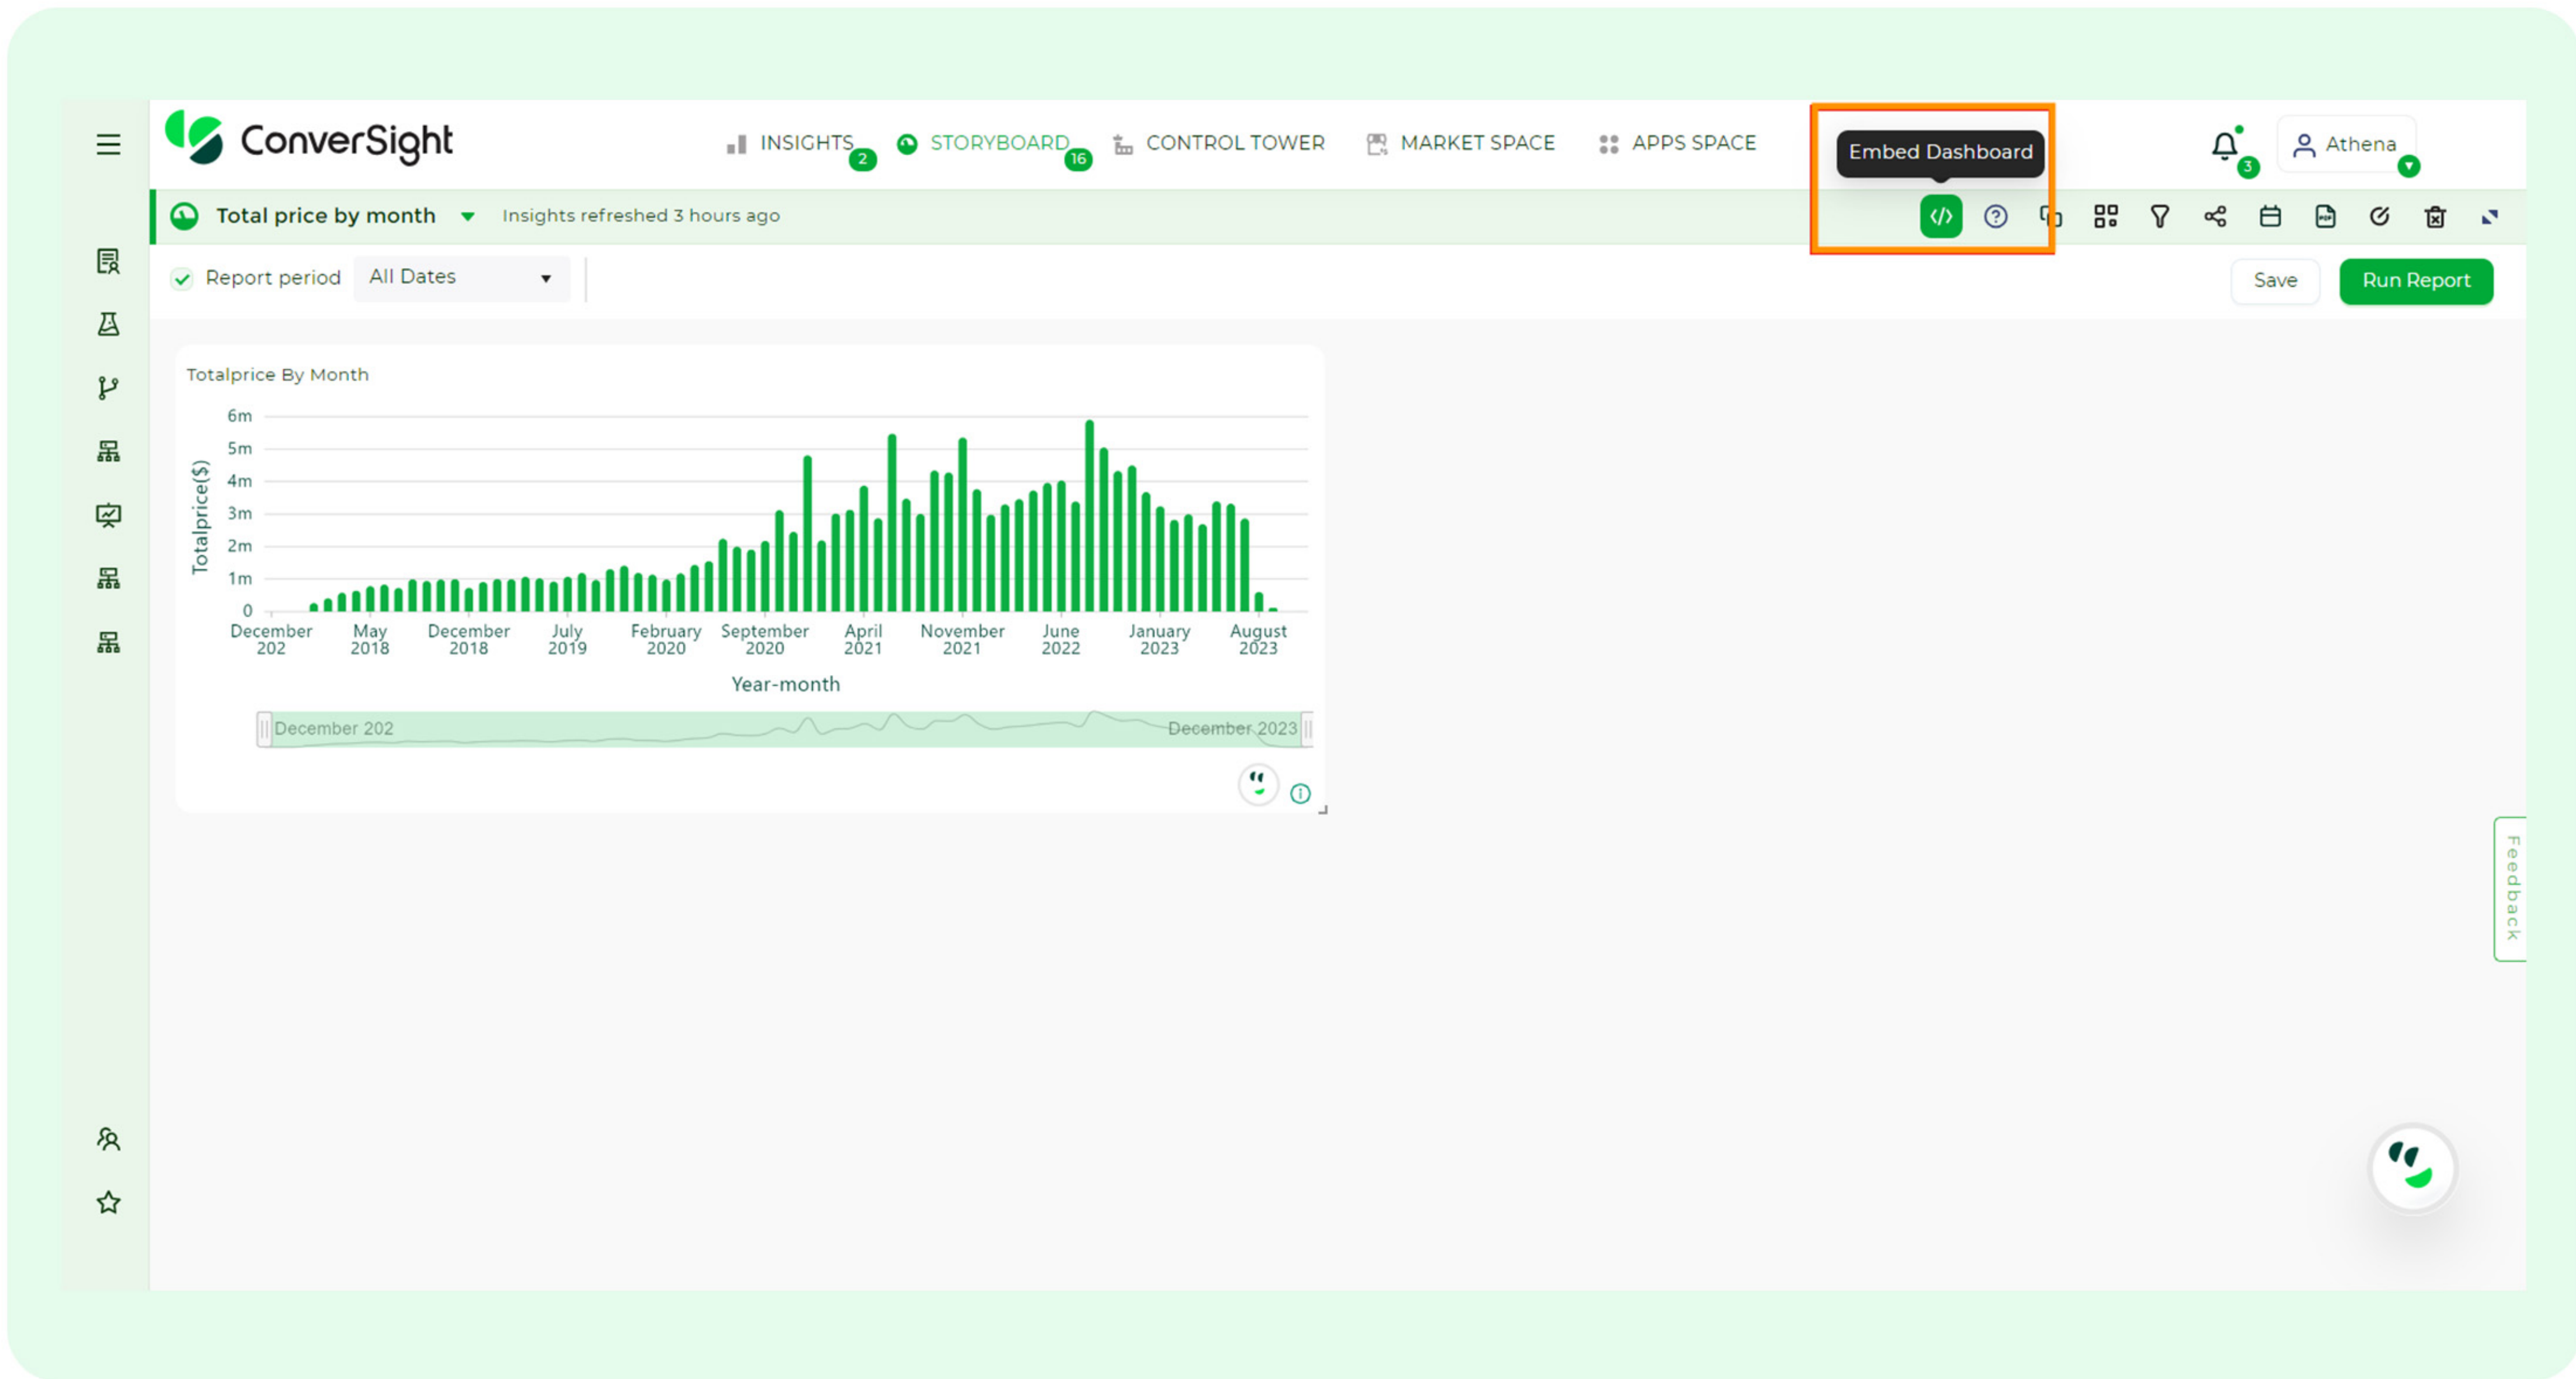 ConverSight
INSIGHTS 2
STORYBOARD 16
CONTROL TOWER
MARKET SPACE
APPS SPACE
Embed Dashboard
3
Athena
Total price by month
Insights refreshed 3 hours ago
</>
?
PDF
Report period
All Dates
Save
Run Report
Totalprice By Month
Totalprice($)
6m
5m
4m
3m
2m
1m
0
December 202
May 2018
December 2018
July 2019
February 2020
September 2020
April 2021
November 2021
June 2022
January 2023
August 2023
Year-month
December 202
December 2023
Feedback